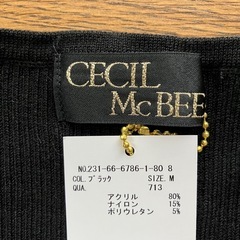 CECIL
McBEE
NO.231-66-6786-1-80 8
COL.ブラック SIZE.M
QUA. 713
アクリル 80%
ナイロン 15%
ポリウレタン 5%